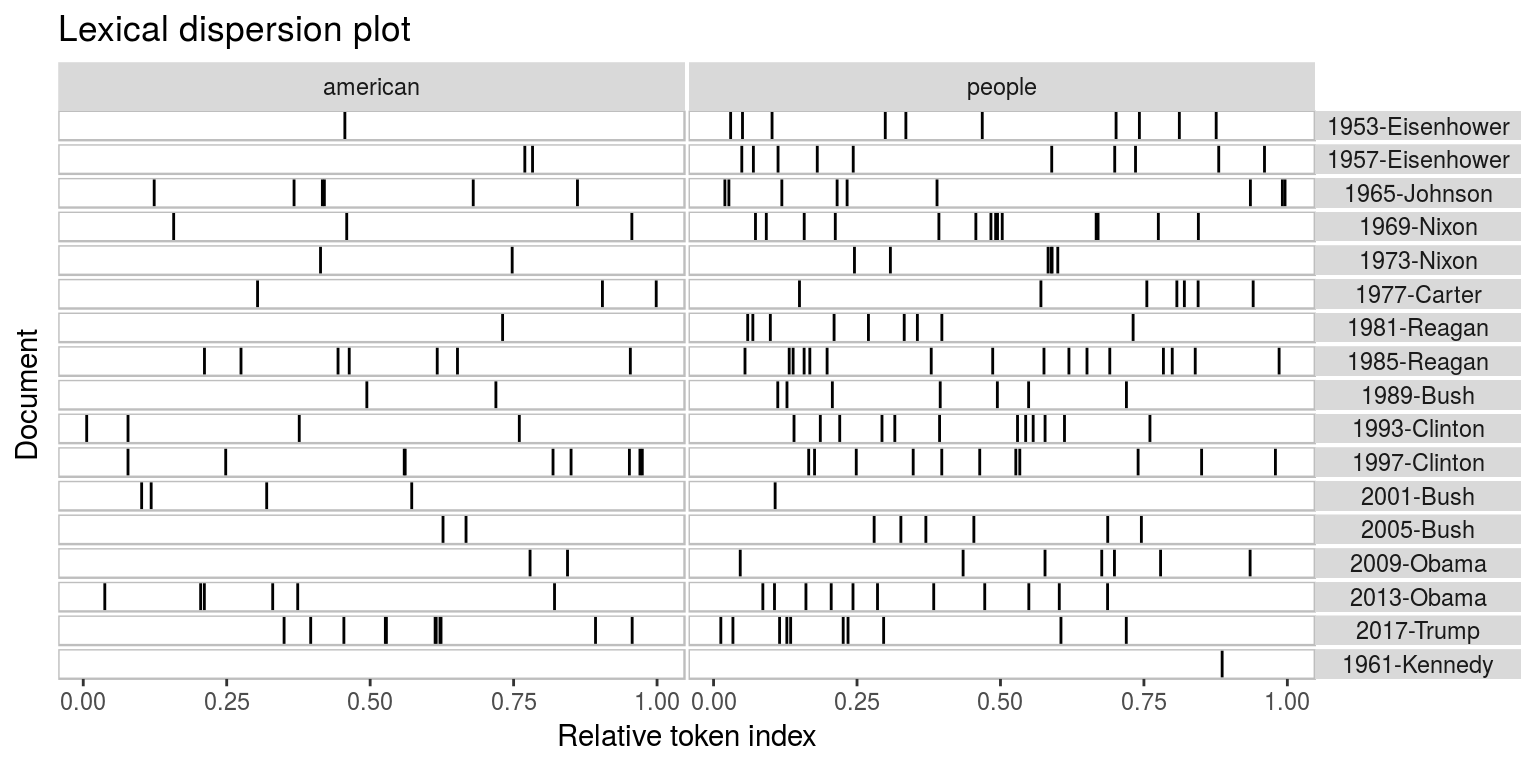 Lexical dispersion plot
american people
1953-Eisenhower
1957-Eisenhower
1965-Johnson
1969-Nixon
1973-Nixon
1977-Carter
1981-Reagan
1985-Reagan
1989-Bush
1993-Clinton
1997-Clinton
2001-Bush
2005-Bush
2009-Obama
2013-Obama
2017-Trump
1961-Kennedy
Document
0.00 0.25 0.50 0.75 1.00 0.00 0.25 0.50 0.75 1.00
Relative token index